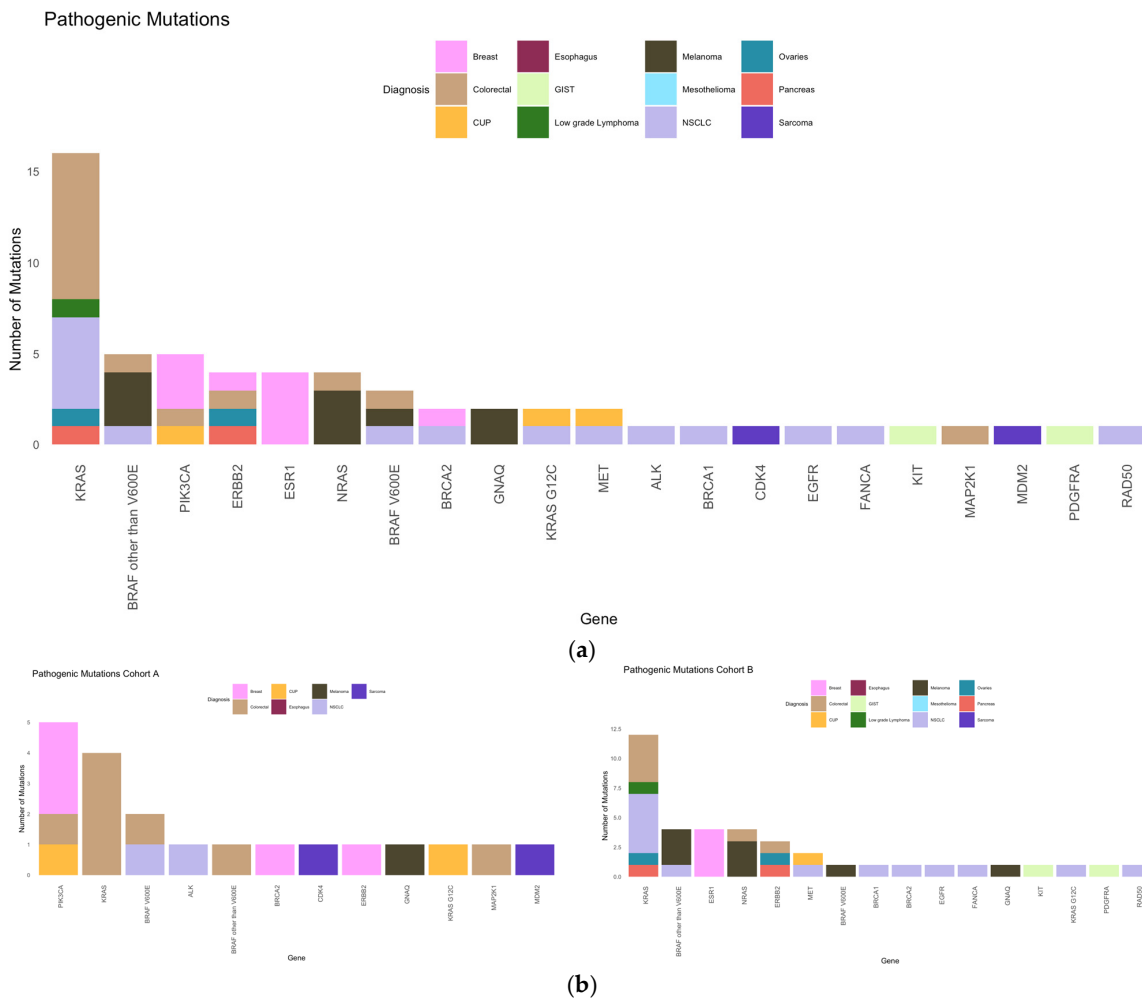 Pathogenic Mutations
Diagnosis
Breast
Colorectal
CUP
Esophagus
GIST
Low grade Lymphoma
Melanoma
Mesothelioma
NSCLC
Ovaries
Pancreas
Sarcoma
Number of Mutations
15
10
5
0
KRAS
BRAF other than V600E
PIK3CA
ERBB2
ESR1
NRAS
BRAF V600E
BRCA2
GNAQ
KRAS G12C
MET
ALK
BRCA1
CDK4
EGFR
FANCA
KIT
MAP2K1
MDM2
PDGFRA
RAD50
Gene
(a)
Pathogenic Mutations Cohort A
Diagnosis
Breast
Colorectal
CUP
Esophagus
Melanoma
NSCLC
Sarcoma
Number of Mutations
5
4
3
2
1
0
PIK3CA
KRAS
BRAF V600E
ALK
BRAF other than V600E
BRCA2
CDK4
ERBB2
GNAQ
KRAS G12C
MAP2K1
MDM2
Gene
Pathogenic Mutations Cohort B
Diagnosis
Breast
Colorectal
CUP
Esophagus
GIST
Low grade Lymphoma
Melanoma
Mesothelioma
NSCLC
Ovaries
Pancreas
Sarcoma
Number of Mutations
12.5
10.0
7.5
5.0
2.5
0.0
KRAS
BRAF other than V600E
ESR1
NRAS
ERBB2
MET
BRAF V600E
BRCA1
BRCA2
EGFR
FANCA
GNAQ
KIT
KRAS G12C
PDGFRA
RAD50
Gene
(b)